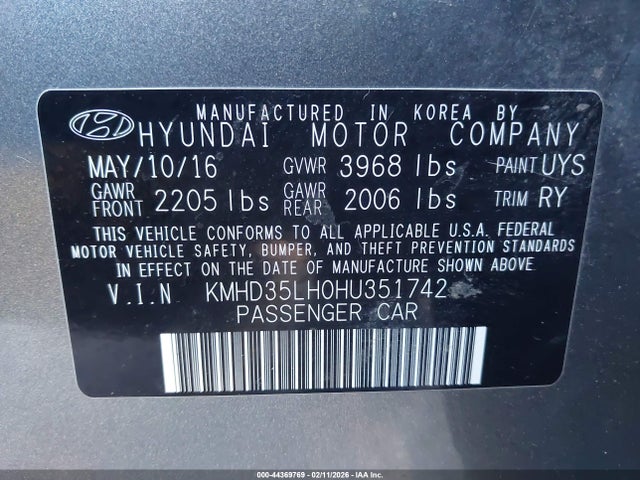 MANUFACTURED IN KOREA BY
HYUNDAI MOTOR COMPANY
MAY/10/16 GVWR 3968 lbs PAINT UYS
GAWR FRONT 2205 lbs GAWR REAR 2006 lbs TRIM RY
THIS VEHICLE CONFORMS TO ALL APPLICABLE U.S.A. FEDERAL
MOTOR VEHICLE SAFETY, BUMPER, AND THEFT PREVENTION STANDARDS
IN EFFECT ON THE DATE OF MANUFACTURE SHOWN ABOVE
V.I.N KMHD35LH0HU351742
PASSENGER CAR
000-44369769 - 02/11/2026 - IAA Inc.